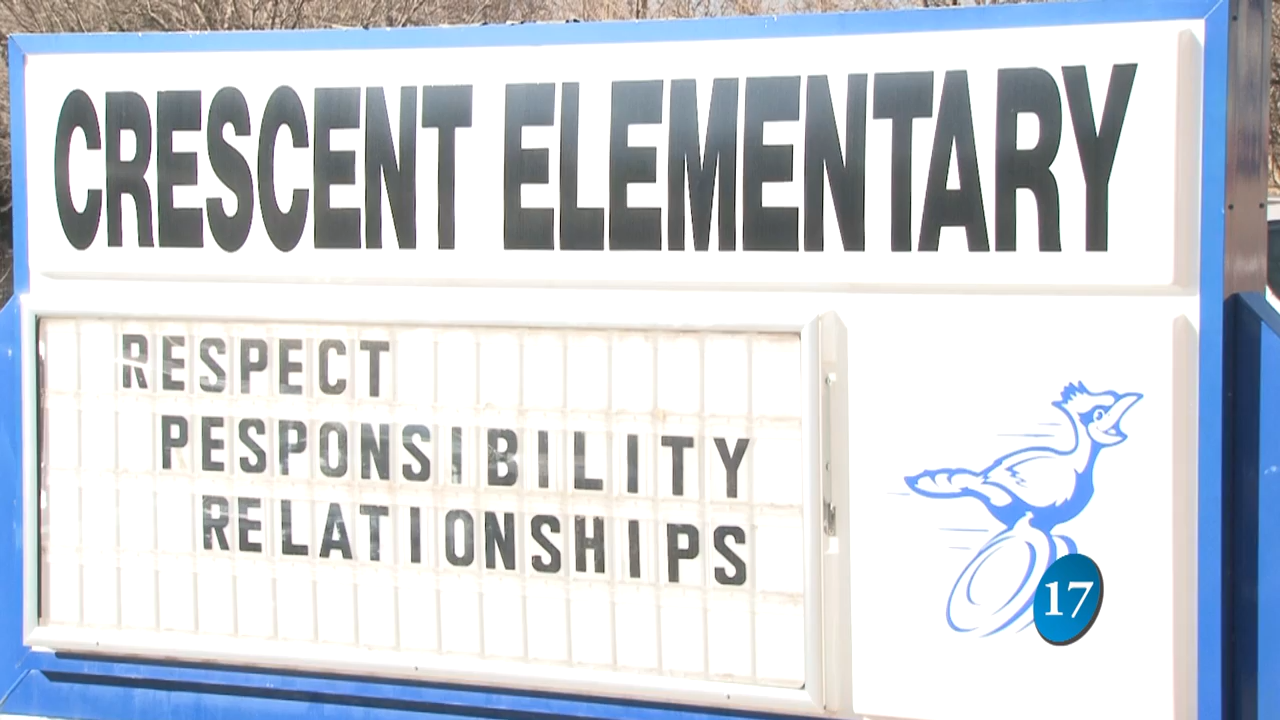 CRESCENT ELEMENTARY
RESPECT
PESPONSIBILITY
RELATIONSHIPS
17